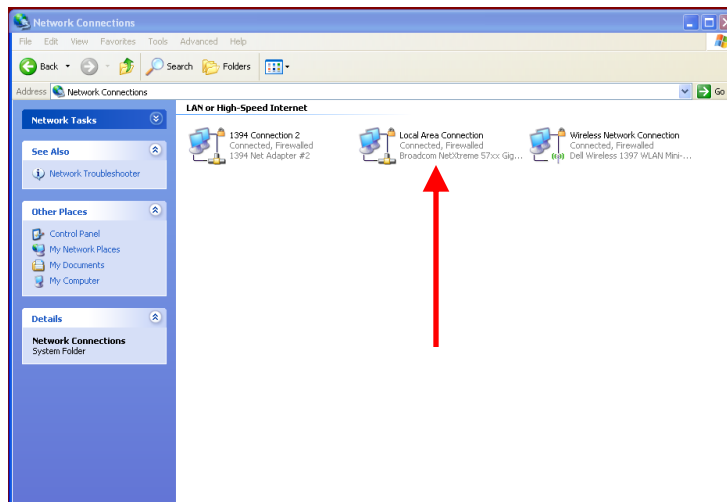 Network Connections
File Edit View Favorites Tools Advanced Help
Back Search Folders
Address Network Connections Go
LAN or High-Speed Internet
Network Tasks
See Also
Network Troubleshooter
Other Places
Control Panel
My Network Places
My Documents
My Computer
Details
Network Connections
System Folder
1394 Connection 2
Connected, Firewalled
1394 Net Adapter #2
Local Area Connection
Connected, Firewalled
Broadcom NetXtreme 57xx Gig...
Wireless Network Connection
Connected, Firewalled
Dell Wireless 1397 WLAN Mini-...